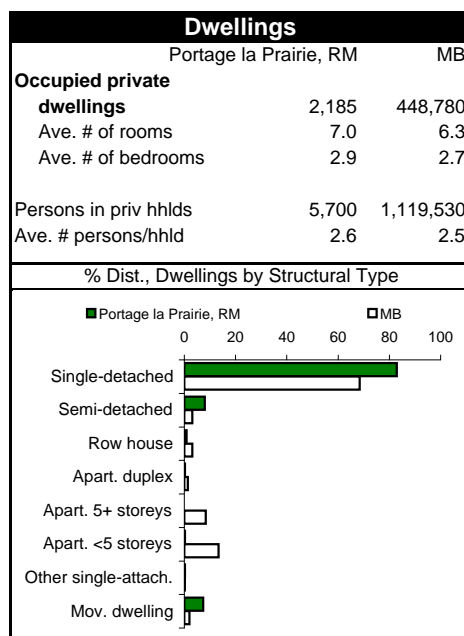 Dwellings
Portage la Prairie, RM MB
Occupied private
dwellings 2,185 448,780
Ave. # of rooms 7.0 6.3
Ave. # of bedrooms 2.9 2.7
Persons in priv hhlds 5,700 1,119,530
Ave. # persons/hhld 2.6 2.5
% Dist., Dwellings by Structural Type
Portage la Prairie, RM MB
0 20 40 60 80 100
Single-detached
Semi-detached
Row house
Apart. duplex
Apart. 5+ storeys
Apart. <5 storeys
Other single-attach.
Mov. dwelling